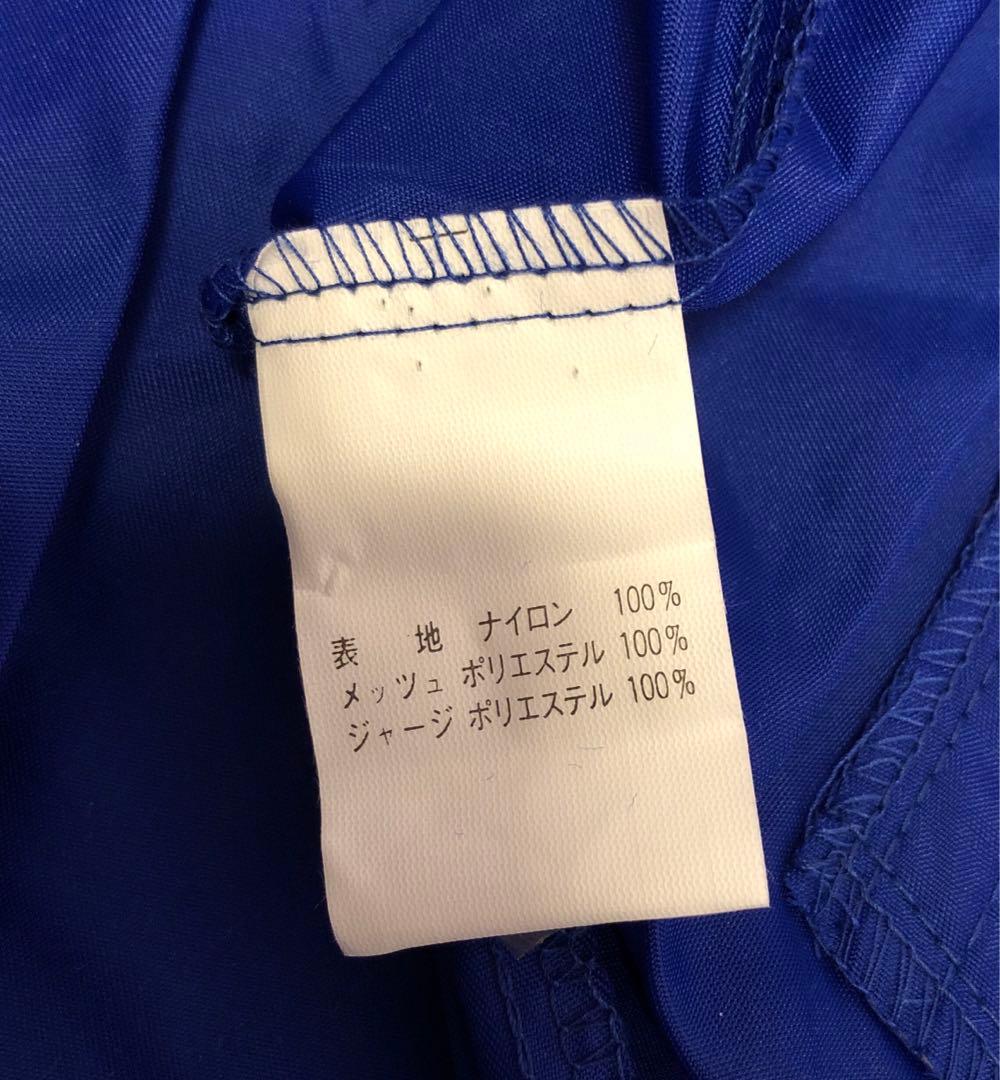 表 地 ナイロン 100%
メッツュ ポリエステル 100%
ジャージ ポリエステル 100%